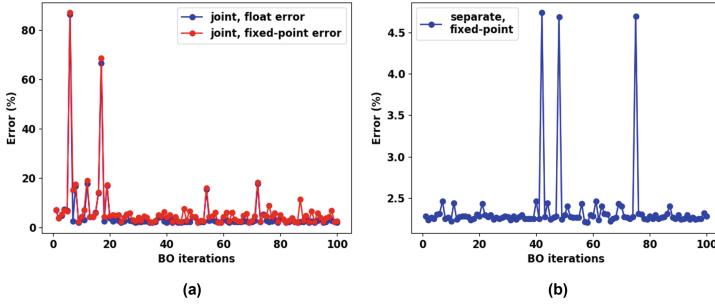 joint, float error
joint, fixed-point error
80
60
40
20
0
Error (%)
0
20
40
60
80
100
BO iterations
(a)
separate,
fixed-point
4.5
4.0
3.5
3.0
2.5
Error (%)
0
20
40
60
80
100
BO iterations
(b)